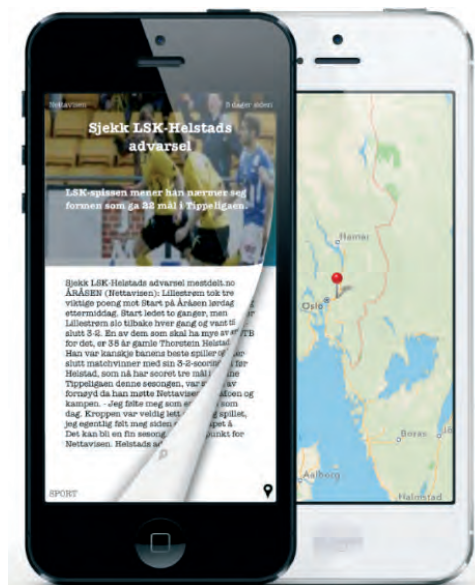 Nettavisen
5 dager siden
Sjekk LSK-Helstads
advarsel
LSK-spissen mener han nærmer seg
formen som ga 22 mål i Tippeligaen.
Sjekk LSK-Helstads advarsel mestdelt.no
ÅRÅSEN (Nettavisen): Lillestrøm tok tre
viktige poeng mot Start på Åråsen lørdag
ettermiddag. Start ledet to ganger, men
Lillestrøm slo tilbake hver gang og vant til
slutt 3-2. En av dem som skal ha mye av
for det, er 35 år gamle Thorstein Helstad
Han var kanskje banens beste spiller og
slutt matchvinner med sin 3-2-scoring
Helstad, som nå har scoret tre mål
Tippeligaen denne sesongen, var
fornøyd da han møtte Nettavisen
kampen. - Jeg følte meg som
dag. Kroppen var veldig lett
jeg egentlig følt meg siden
Det kan bli en fin sesong
Nettavisen. Helstads
SPORT
Hamar
Oslo
Borås
Aalborg
Halmstad